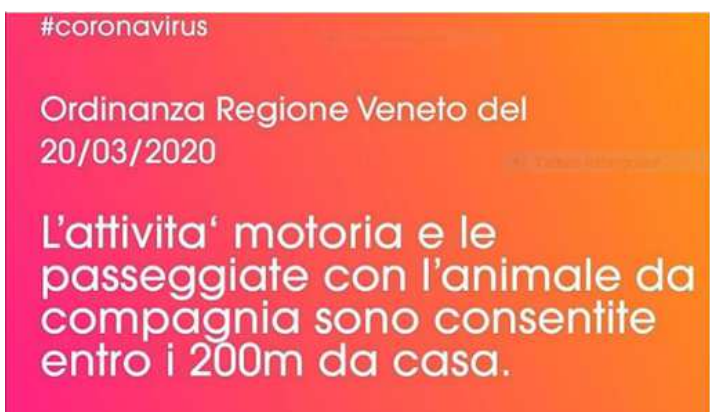 #coronavirus
Ordinanza Regione Veneto del
20/03/2020
L'attivita‘ motoria e le
passeggiate con l'animale da
compagnia sono consentite
entro i 200m da casa.